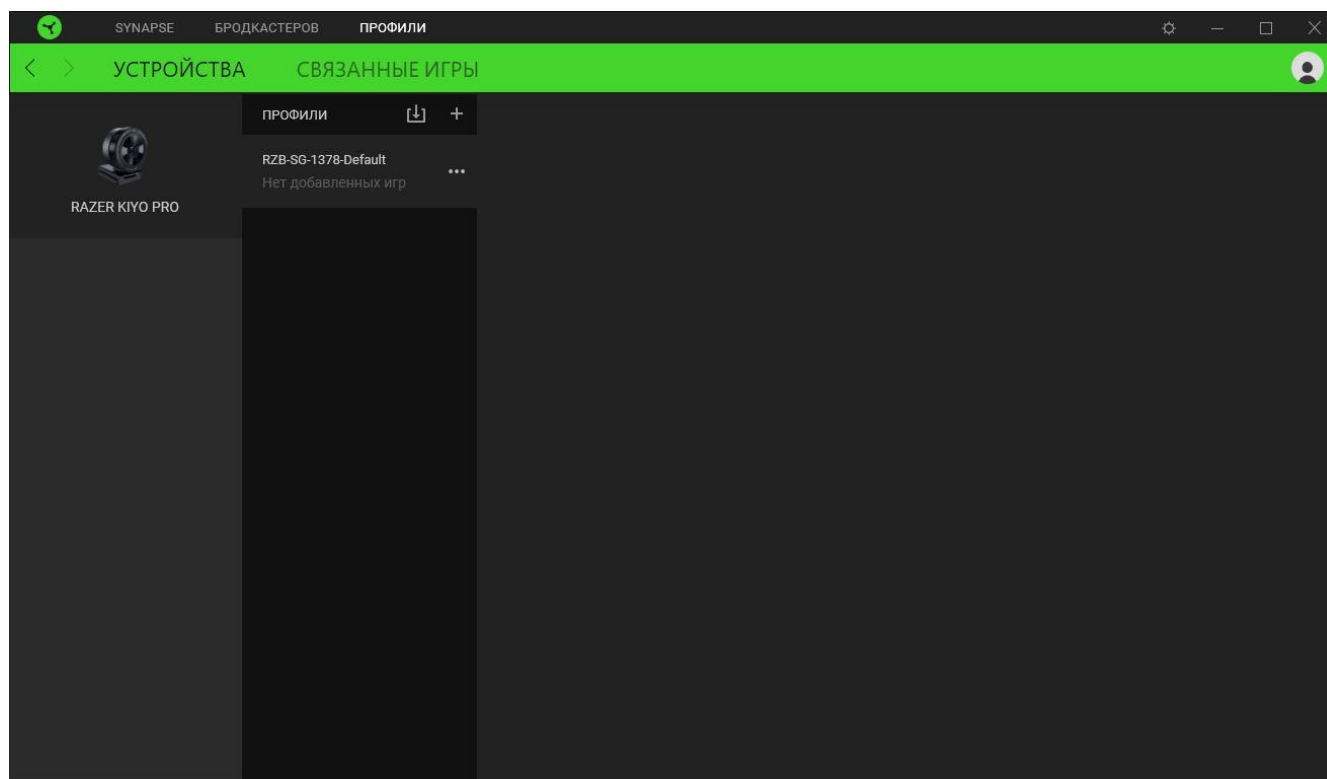 SYNAPSE БРОДКАСТЕРОВ ПРОФИЛИ
УСТРОЙСТВА СВЯЗАННЫЕ ИГРЫ
ПРОФИЛИ
RZB-SG-1378-Default
Нет добавленных игр
RAZER KIYO PRO